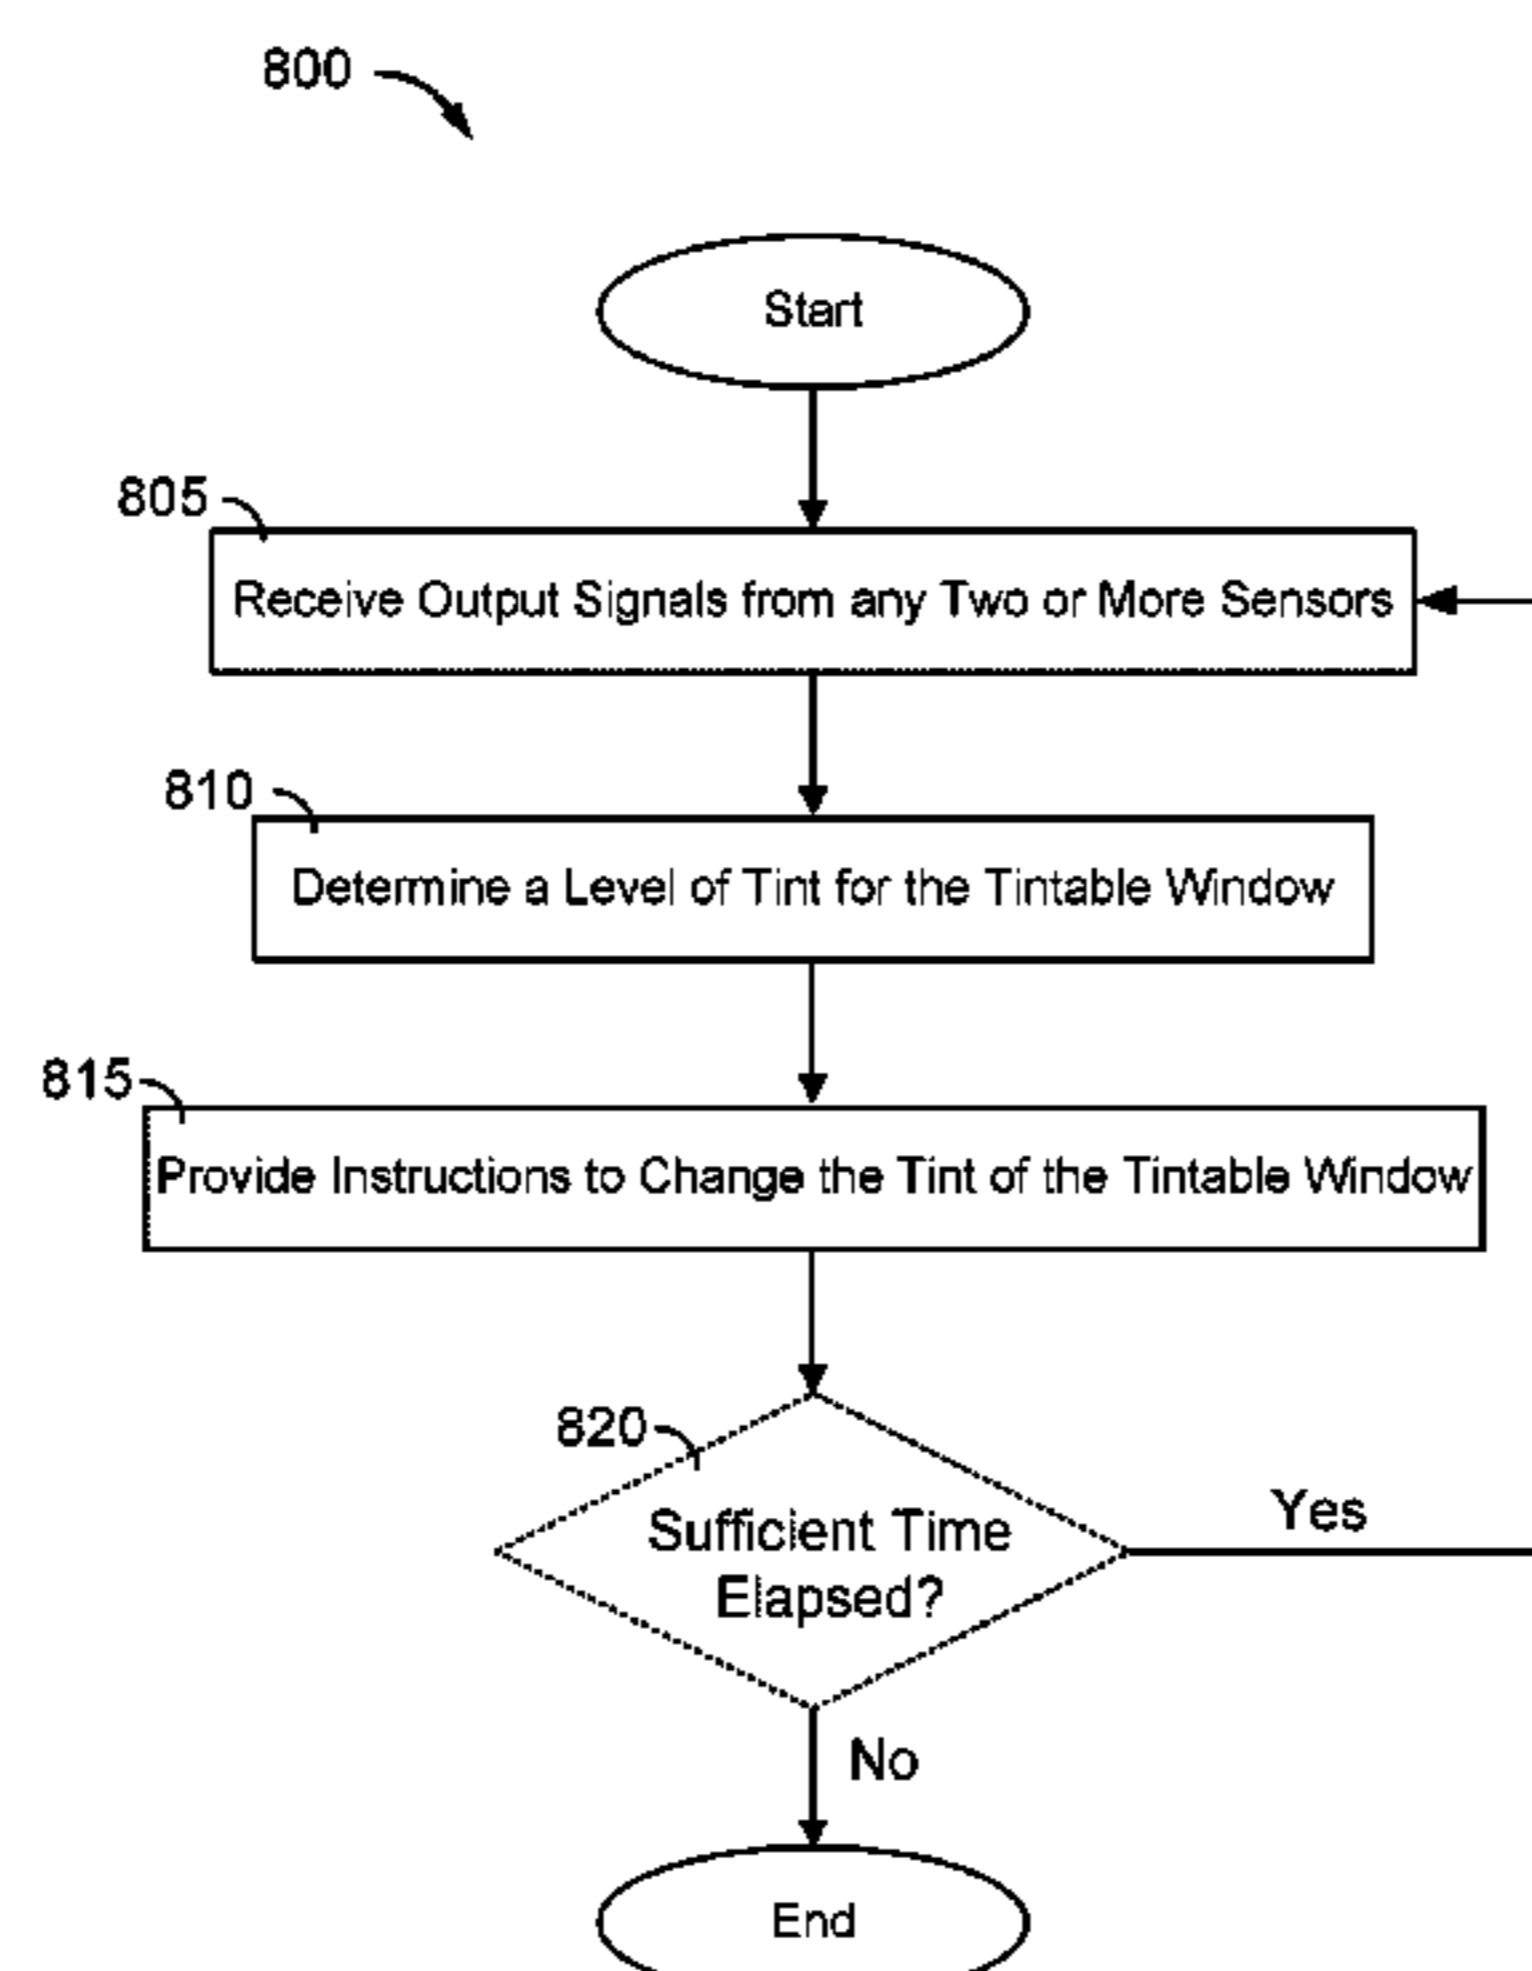 800
Start
805
Receive Output Signals from any Two or More Sensors
810
Determine a Level of Tint for the Tintable Window
815
Provide Instructions to Change the Tint of the Tintable Window
820
Sufficient Time
Elapsed?
Yes
No
End